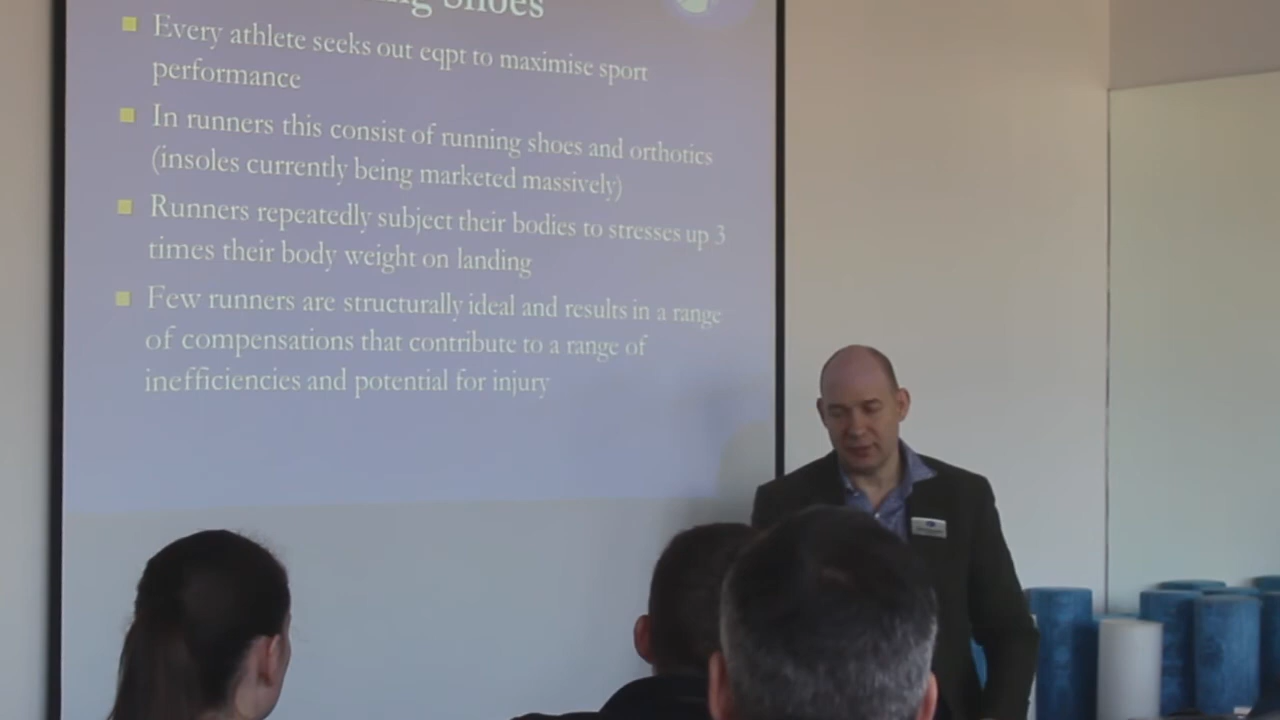 Shoes
Every athlete seeks out eqpt to maximise sport
performance
In runners this consist of running shoes and orthotics
(insoles currently being marketed massively)
Runners repeatedly subject their bodies to stresses up 3
times their body weight on landing
Few runners are structurally ideal and results in a range
of compensations that contribute to a range of
inefficiencies and potential for injury